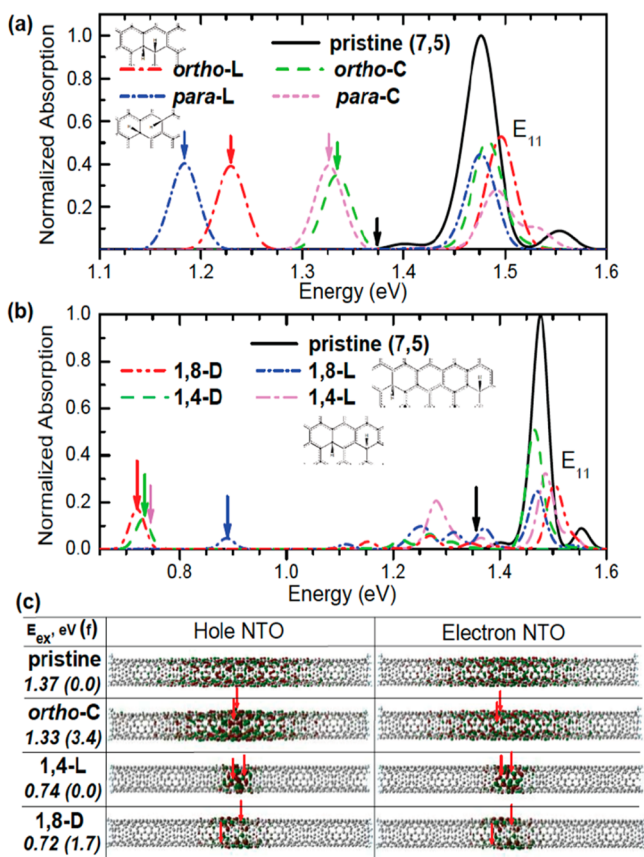 (a)
pristine (7,5)
ortho-L
ortho-C
para-L
para-C
E11
Normalized Absorption
1.0
0.8
0.6
0.4
0.2
0.0
1.1 1.2 1.3 1.4 1.5 1.6
Energy (eV)
(b)
pristine (7,5)
1,8-D
1,8-L
1,4-D
1,4-L
E11
Normalized Absorption
1.0
0.8
0.6
0.4
0.2
0.0
0.8 1.0 1.2 1.4 1.6
Energy (eV)
(c)
Eex, eV (f) Hole NTO Electron NTO
pristine
1.37 (0.0)
ortho-C
1.33 (3.4)
1,4-L
0.74 (0.0)
1,8-D
0.72 (1.7)